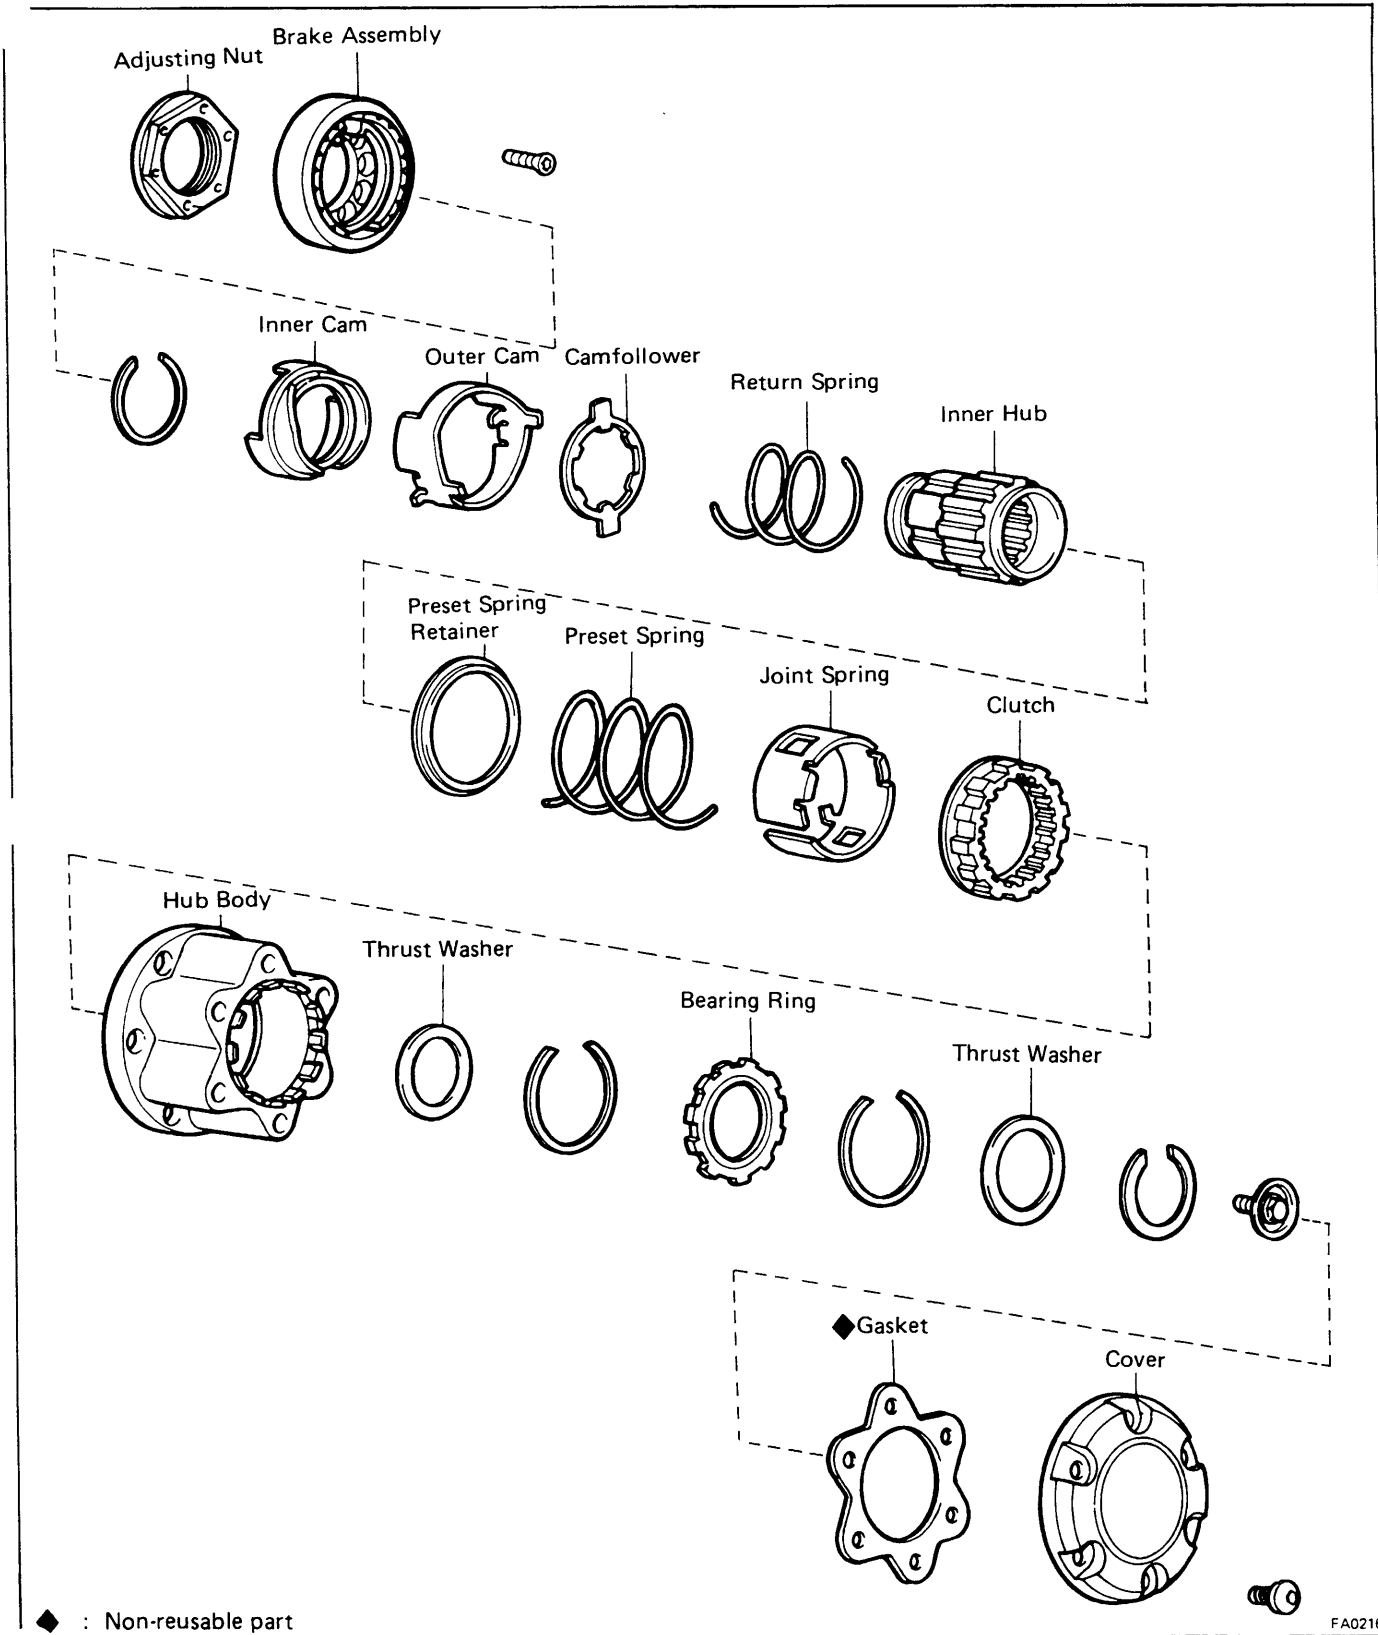 Brake Assembly
Adjusting Nut
Inner Cam
Outer Cam
Camfollower
Return Spring
Inner Hub
Preset Spring
Retainer
Preset Spring
Joint Spring
Clutch
Hub Body
Thrust Washer
Bearing Ring
Thrust Washer
◆Gasket
Cover
◆ : Non-reusable part
FA0216